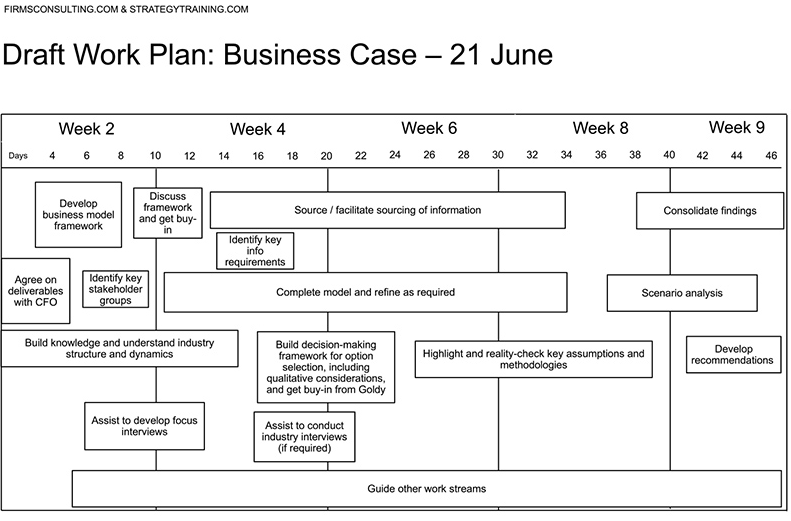 FIRMSCONSULTING.COM & STRATEGYTRAINING.COM
Draft Work Plan: Business Case – 21 June
Week 2 Week 4 Week 6 Week 8 Week 9
Days 4 6 8 10 12 14 16 18 20 22 24 26 28 30 32 34 36 38 40 42 44 46
Develop
business model
framework
Discuss
framework
and get buy-
in
Source / facilitate sourcing of information
Consolidate findings
Identify key
info
requirements
Agree on
deliverables
with CFO
Identify key
stakeholder
groups
Complete model and refine as required
Scenario analysis
Build knowledge and understand industry
structure and dynamics
Build decision-making
framework for option
selection, including
qualitative considerations,
and get buy-in from Goldy
Highlight and reality-check key assumptions and
methodologies
Develop
recommendations
Assist to develop focus
interviews
Assist to conduct
industry interviews
(if required)
Guide other work streams